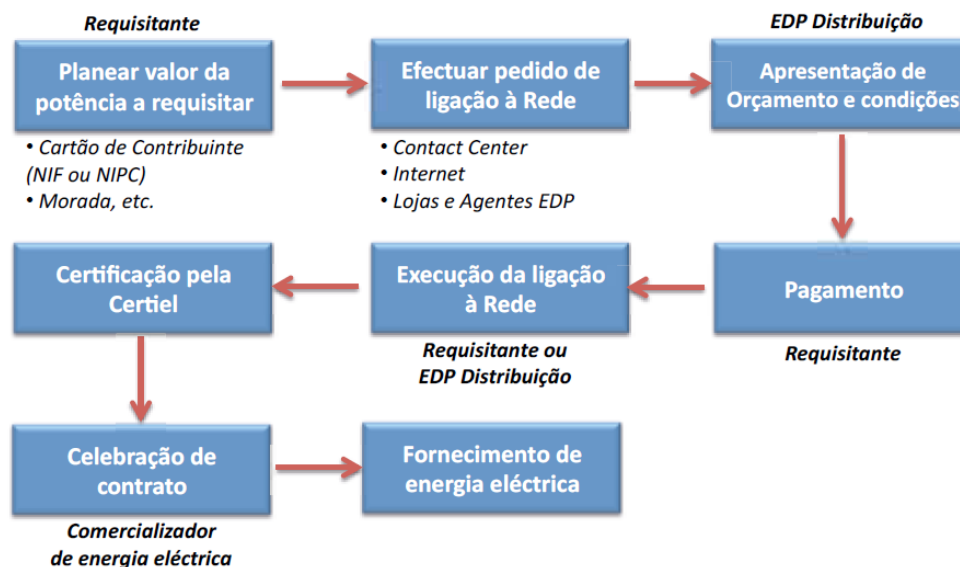 Requisitante
Planear valor da
potência a requisitar
• Cartão de Contribuinte
(NIF ou NIPC)
• Morada, etc.
Efectuar pedido de
ligação à Rede
• Contact Center
• Internet
• Lojas e Agentes EDP
EDP Distribuição
Apresentação de
Orçamento e condições
Pagamento
Requisitante
Execução da ligação
à Rede
Requisitante ou
EDP Distribuição
Certificação pela
Certiel
Celebração de
contrato
Comercializador
de energia eléctrica
Fornecimento de
energia eléctrica